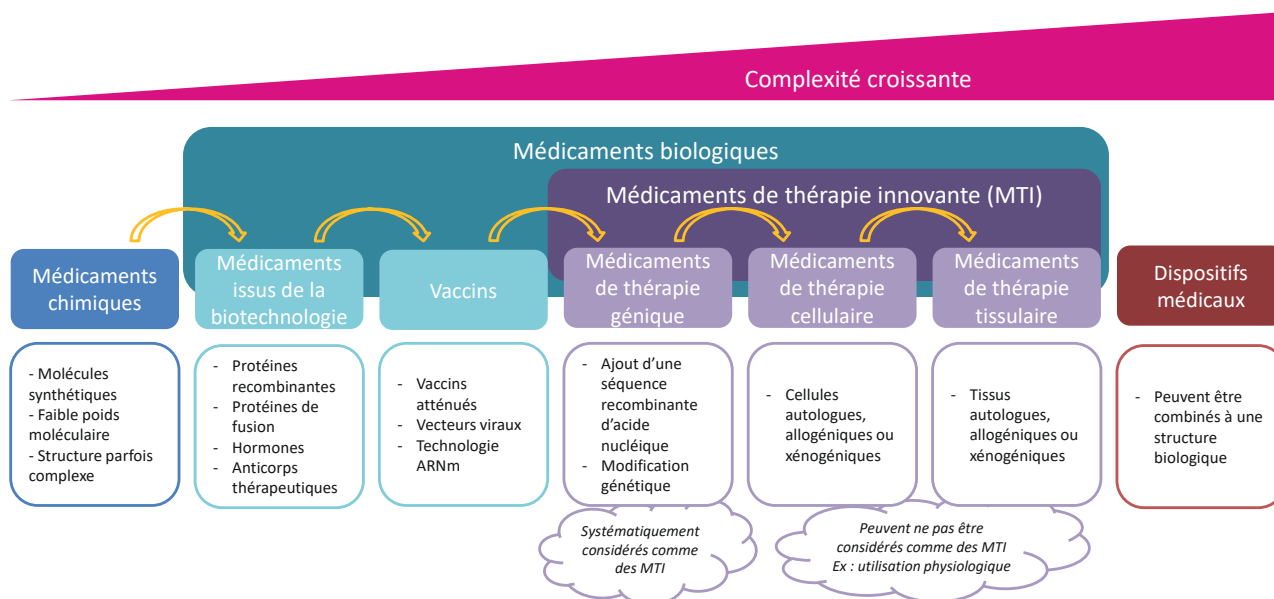 Complexité croissante
Médicaments biologiques
Médicaments de thérapie innovante (MTI)
Médicaments
chimiques
Médicaments
issus de la
biotechnologie
Vaccins
Médicaments
de thérapie
génique
Médicaments
de thérapie
cellulaire
Médicaments
de thérapie
tissulaire
Dispositifs
médicaux
- Molécules
synthétiques
- Faible poids
moléculaire
- Structure parfois
complexe
- Protéines
recombinantes
- Protéines de
fusion
- Hormones
- Anticorps
thérapeutiques
- Vaccins
atténués
- Vecteurs viraux
- Technologie
ARNm
- Ajout d’une
séquence
recombinante
d’acide
nucléique
- Modification
génétique
- Cellules
autologues,
allogéniques ou
xénogéniques
- Tissus
autologues,
allogéniques ou
xénogéniques
- Peuvent être
combinés à une
structure
biologique
Systématiquement
considérés comme
des MTI
Peuvent ne pas être
considérés comme des MTI
Ex : utilisation physiologique